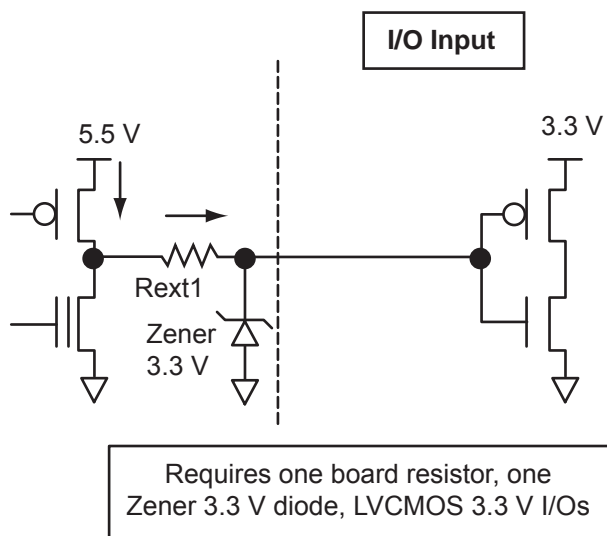 I/O Input
5.5 V
3.3 V
Rext1
Zener
3.3 V
Requires one board resistor, one
Zener 3.3 V diode, LVCMOS 3.3 V I/Os